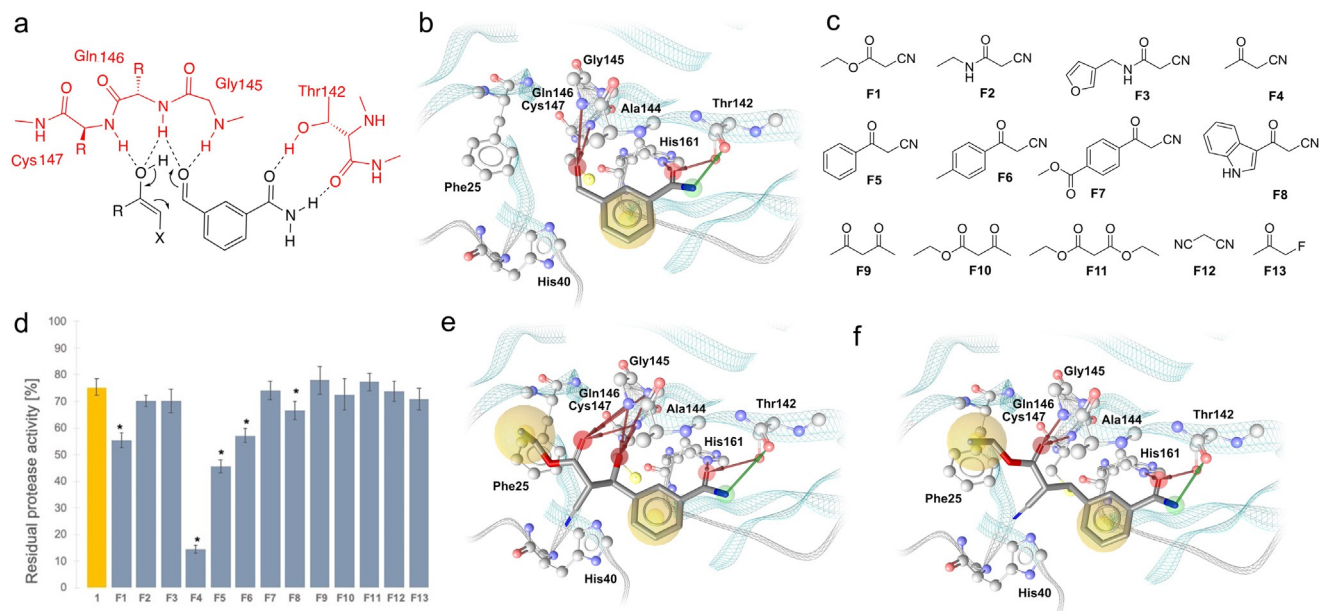 a
Gln 146
R
O
H
N
O
Gly145
Thr142
O
NH
N
H
O
N
H
N
H
O
H
NH
R
H
HN
Cys147
O
H
O
O
O
R
N
H
X
H
b
Gly145
Gln146
Cys147
Ala144
Thr142
His161
Phe25
His40
c
O
O
CN
F1
O
N
H
CN
F2
O
O
N
H
CN
F3
O
CN
F4
O
CN
F5
O
CN
F6
O
CN
O
O
F7
O
CN
N
H
F8
O
O
F9
O
O
O
F10
O
O
O
O
F11
NC
CN
F12
O
F
F13
d
Residual protease activity [%]
100
90
80
70
60
50
40
30
20
10
0
*
*
*
*
*
1 F1 F2 F3 F4 F5 F6 F7 F8 F9 F10 F11 F12 F13
e
Gly145
Gln146
Cys147
Ala144
Thr142
His161
Phe25
His40
f
Gly145
Gln146
Cys147
Ala144
Thr142
His161
Phe25
His40